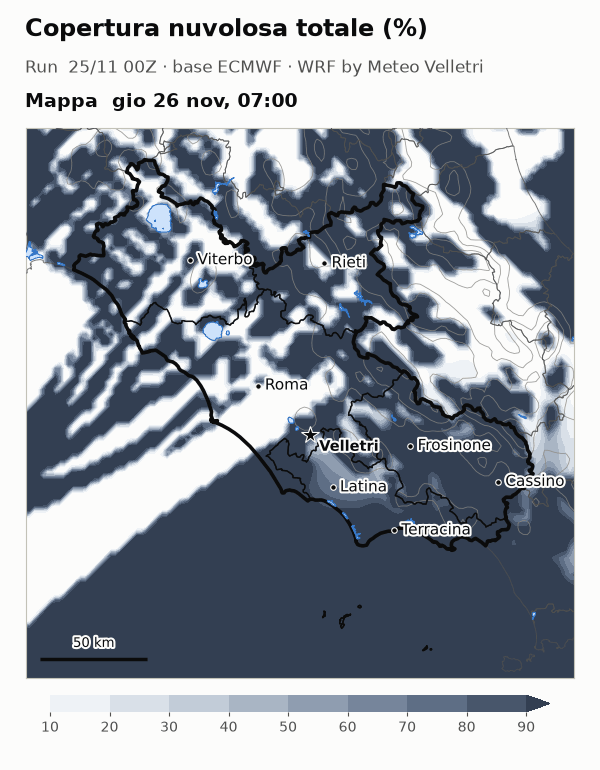 Copertura nuvolosa totale (%)
Run  25/11 00Z · base ECMWF · WRF by Meteo Velletri
Mappa  gio 26 nov, 07:00
Viterbo
Rieti
Roma
Velletri
Frosinone
Latina
Cassino
Terracina
50 km
10 20 30 40 50 60 70 80 90